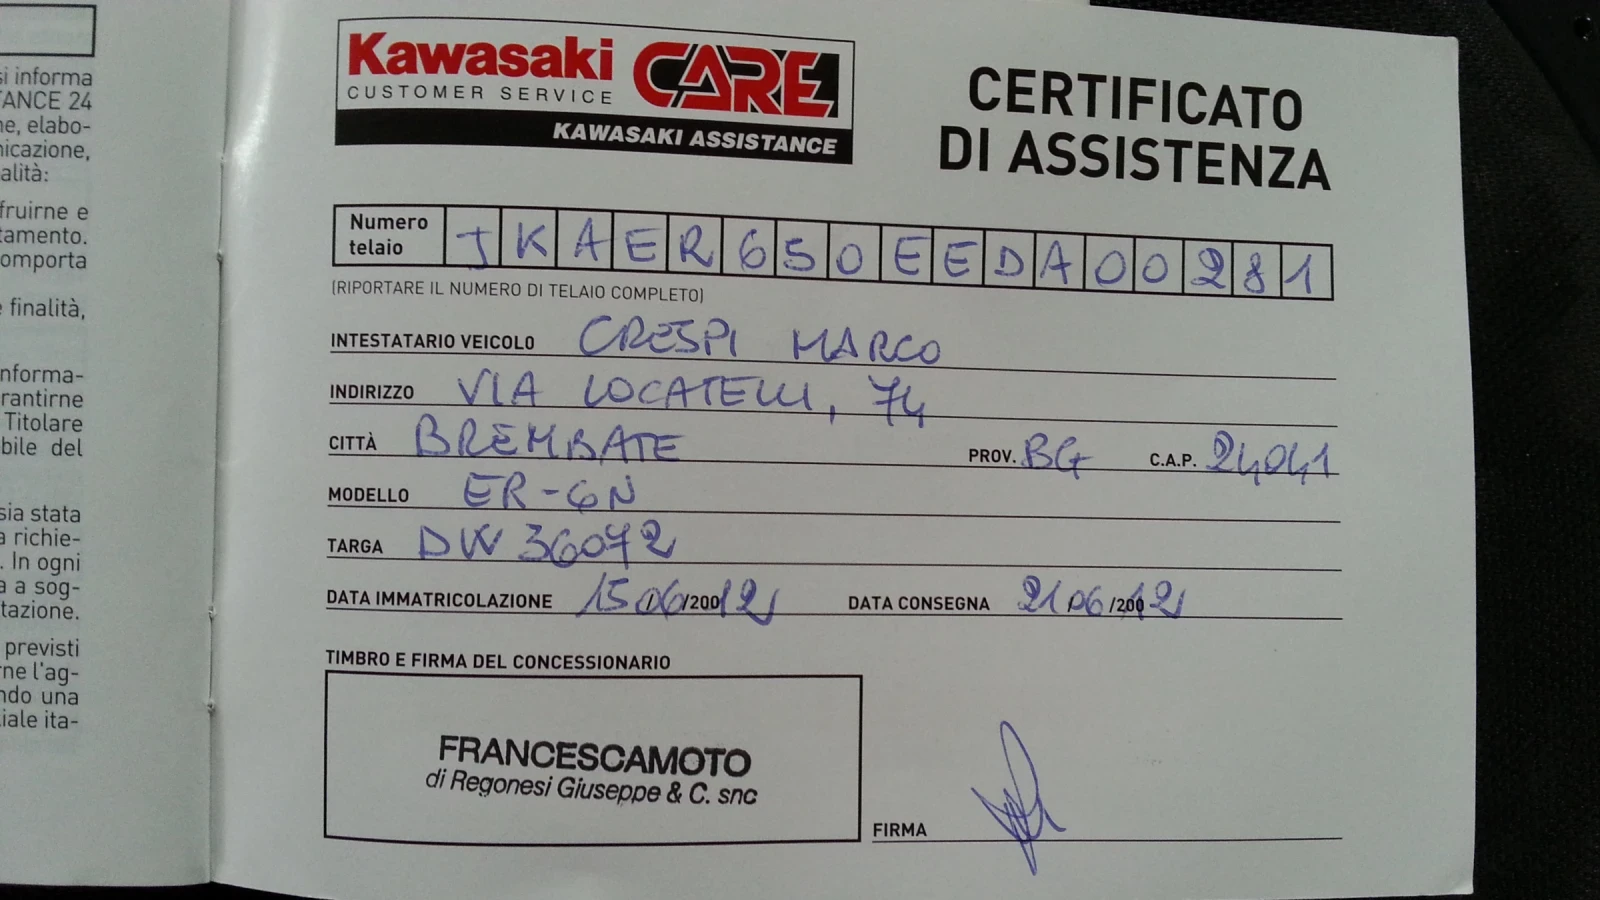 si informa
TANCE 24
ne, elabo-
nicazione,
alità:
fruirne e
tamento.
omporta
e finalità,
nforma-
rantirne
Titolare
bile del
sia stata
a richie-
. In ogni
a a sog-
tazione.
previsti
rne l'ag-
ndo una
iale ita-
Kawasaki CARE
CUSTOMER SERVICE
KAWASAKI ASSISTANCE
CERTIFICATO
DI ASSISTENZA
Numero telaio JKAER650EEDA00281
(RIPORTARE IL NUMERO DI TELAIO COMPLETO)
INTESTATARIO VEICOLO CRESPI MARCO
INDIRIZZO VIA LOCATELLI, 74
CITTÀ BREMBATE PROV. BG C.A.P. 24041
MODELLO ER-6N
TARGA DW 36072
DATA IMMATRICOLAZIONE 15/06/20012 DATA CONSEGNA 21/06/20012
TIMBRO E FIRMA DEL CONCESSIONARIO
FRANCESCAMOTO
di Regonesi Giuseppe & C. snc
FIRMA